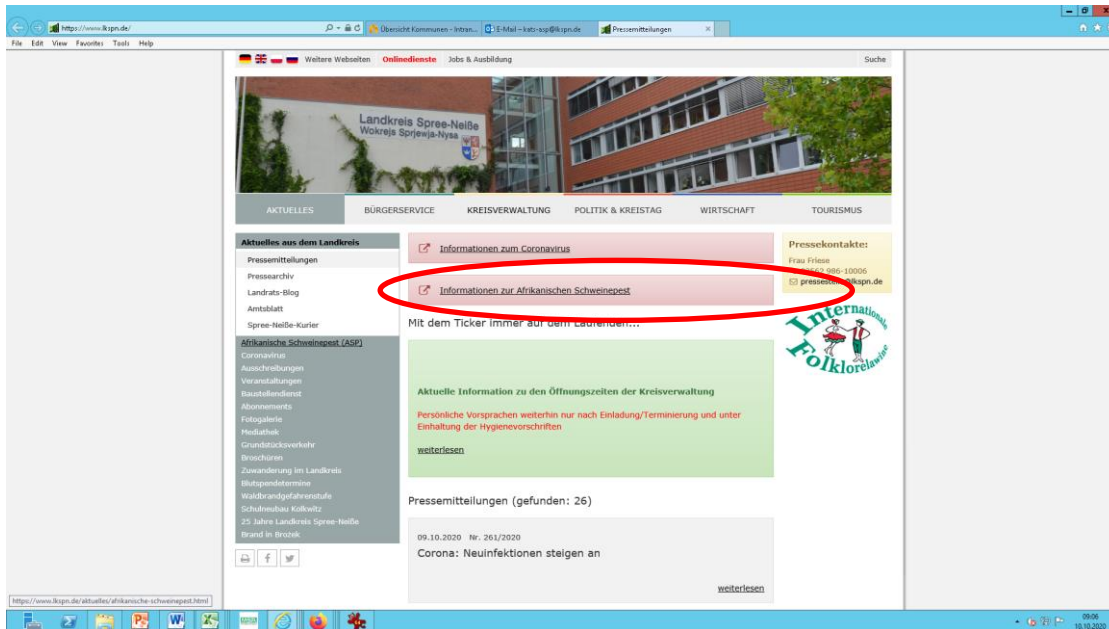 https://www.lkspn.de/
Übersicht Kommunen - Intran...
E-Mail – kats-asp@lkspn.de
Pressemitteilungen
File Edit View Favorites Tools Help
Weitere Webseiten Onlinedienste Jobs & Ausbildung Suche
Landkreis Spree-Neiße
Wokrejs Sprjewja-Nysa
AKTUELLES BÜRGERSERVICE KREISVERWALTUNG POLITIK & KREISTAG WIRTSCHAFT TOURISMUS
Aktuelles aus dem Landkreis
Pressemitteilungen
Pressearchiv
Landrats-Blog
Amtsblatt
Spree-Neiße-Kurier
Afrikanische Schweinepest (ASP)
Coronavirus
Ausschreibungen
Veranstaltungen
Baustellendienst
Abonnements
Fotogalerie
Mediathek
Grundstücksverkehr
Broschüren
Zuwanderung im Landkreis
Blutspendetermine
Waldbrandgefahrenstufe
Schulneubau Kolkwitz
25 Jahre Landkreis Spree-Neiße
Brand in Brożek
Informationen zum Coronavirus
Informationen zur Afrikanischen Schweinepest
Mit dem Ticker immer auf dem Laufenden...
Aktuelle Information zu den Öffnungszeiten der Kreisverwaltung
Persönliche Vorsprachen weiterhin nur nach Einladung/Terminierung und unter
Einhaltung der Hygienevorschriften
weiterlesen
Pressemitteilungen (gefunden: 26)
09.10.2020 Nr. 261/2020
Corona: Neuinfektionen steigen an
weiterlesen
Pressekontakte:
Frau Friese
986-10006
Internationale
Folklorelawine
https://www.lkspn.de/aktuelles/afrikanische-schweinepest.html
09:06
10.10.2020